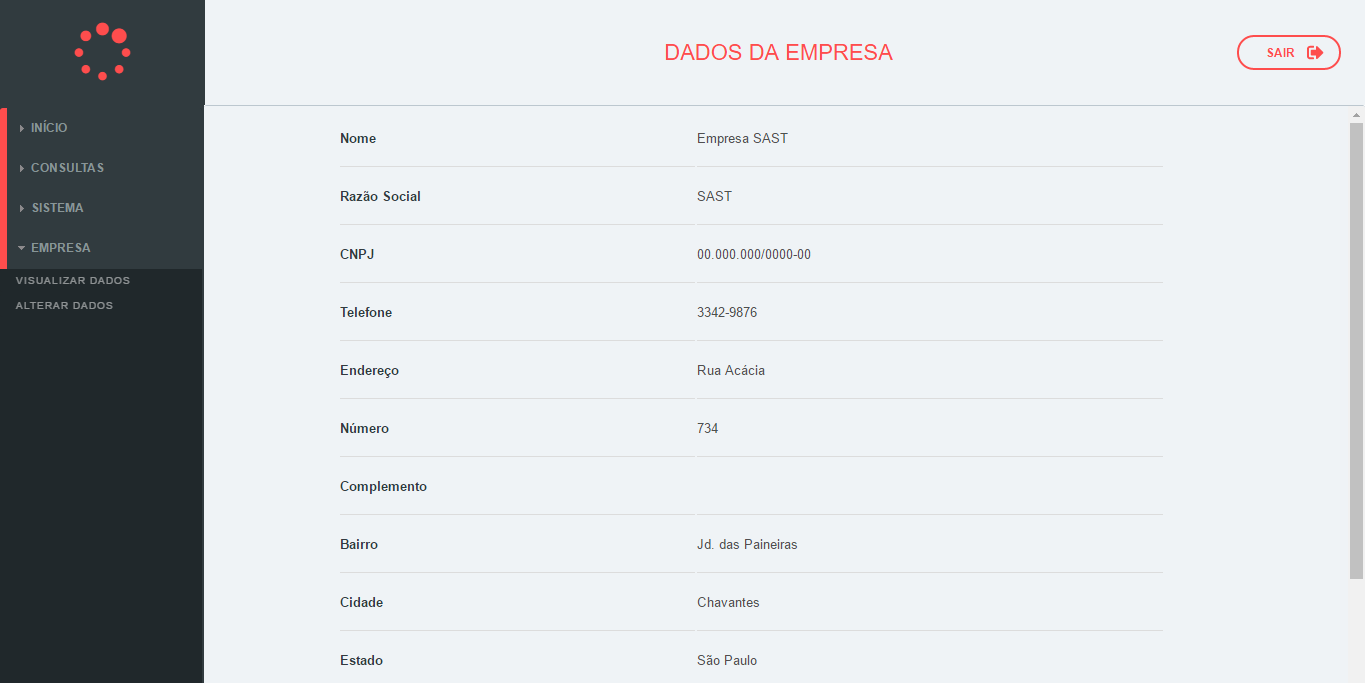 DADOS DA EMPRESA
SAIR
INÍCIO
CONSULTAS
SISTEMA
EMPRESA
VISUALIZAR DADOS
ALTERAR DADOS
Nome Empresa SAST
Razão Social SAST
CNPJ 00.000.000/0000-00
Telefone 3342-9876
Endereço Rua Acácia
Número 734
Complemento
Bairro Jd. das Paineiras
Cidade Chavantes
Estado São Paulo